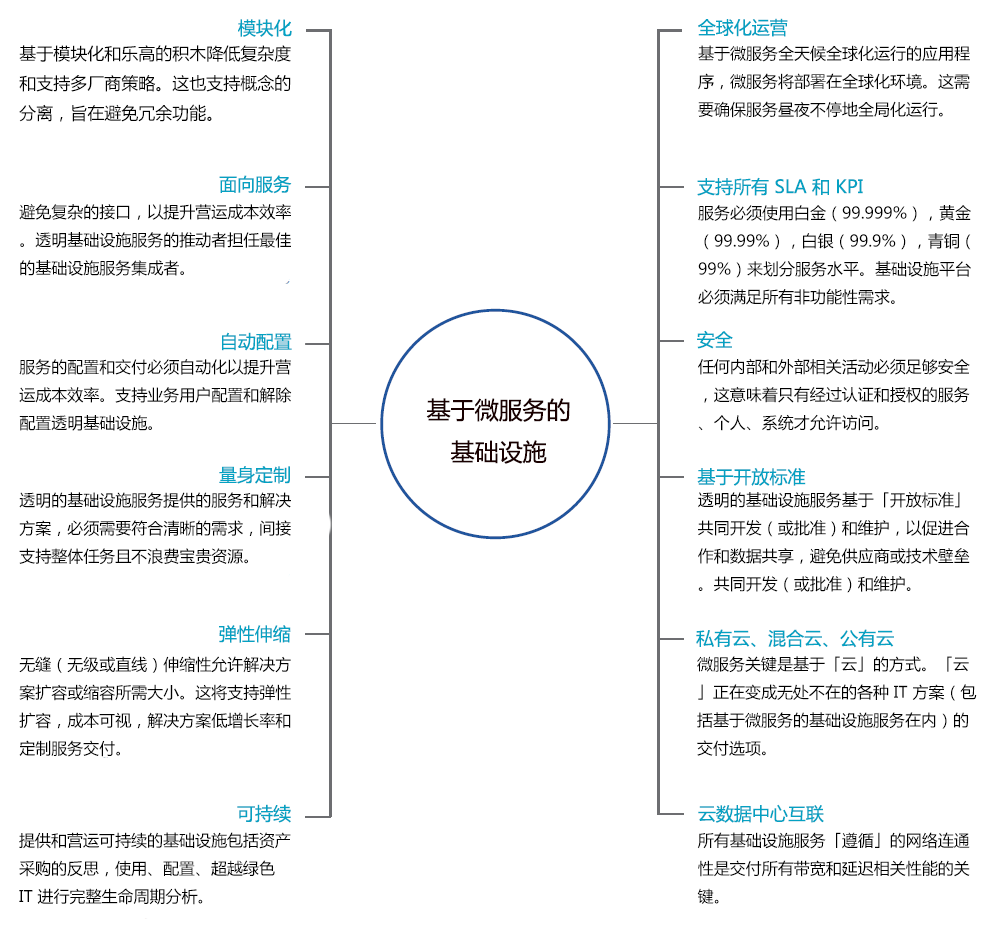 模块化
基于模块化和乐高的积木降低复杂度
和支持多厂商策略。这也支持概念的
分离，旨在避免冗余功能。
面向服务
避免复杂的接口，以提升营运成本效率
。透明基础设施服务的推动者担任最佳
的基础设施服务集成者。
自动配置
服务的配置和交付必须自动化以提升营
运成本效率。支持业务用户配置和解除
配置透明基础设施。
量身定制
透明的基础设施服务提供的服务和解决
方案，必须需要符合清晰的需求，间接
支持整体任务且不浪费宝贵资源。
弹性伸缩
无缝（无级或直线）伸缩性允许解决方
案扩容或缩容所需大小。这将支持弹性
扩容，成本可视，解决方案低增长率和
定制服务交付。
可持续
提供和营运可持续的基础设施包括资产
采购的反思，使用、配置、超越绿色
IT 进行完整生命周期分析。
基于微服务的
基础设施
全球化运营
基于微服务全天候全球化运行的应用程
序，微服务将部署在全球化环境。这需
要确保服务昼夜不停地全局化运行。
支持所有 SLA 和 KPI
服务必须使用白金（99.999%），黄金
（99.99%），白银（99.9%），青铜（
99%）来划分服务水平。基础设施平台
必须满足所有非功能性需求。
安全
任何内部和外部相关活动必须足够安全
，这意味着只有经过认证和授权的服务
、个人、系统才允许访问。
基于开放标准
透明的基础设施服务基于「开放标准」
共同开发（或批准）和维护，以促进合
作和数据共享，避免供应商或技术壁垒
。共同开发（或批准）和维护。
私有云、混合云、公有云
微服务关键是基于「云」的方式。「云
」正在变成无处不在的各种 IT 方案（包
括基于微服务的基础设施服务在内）的
交付选项。
云数据中心互联
所有基础设施服务「遵循」的网络连通
性是交付所有带宽和延迟相关性能的关
键。